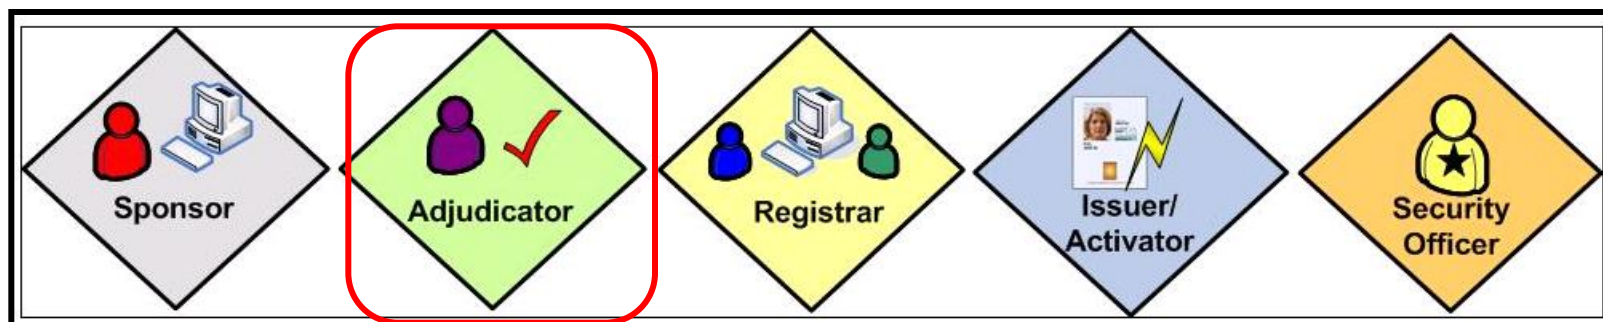 Sponsor
Adjudicator
Registrar
Issuer/
Activator
Security
Officer